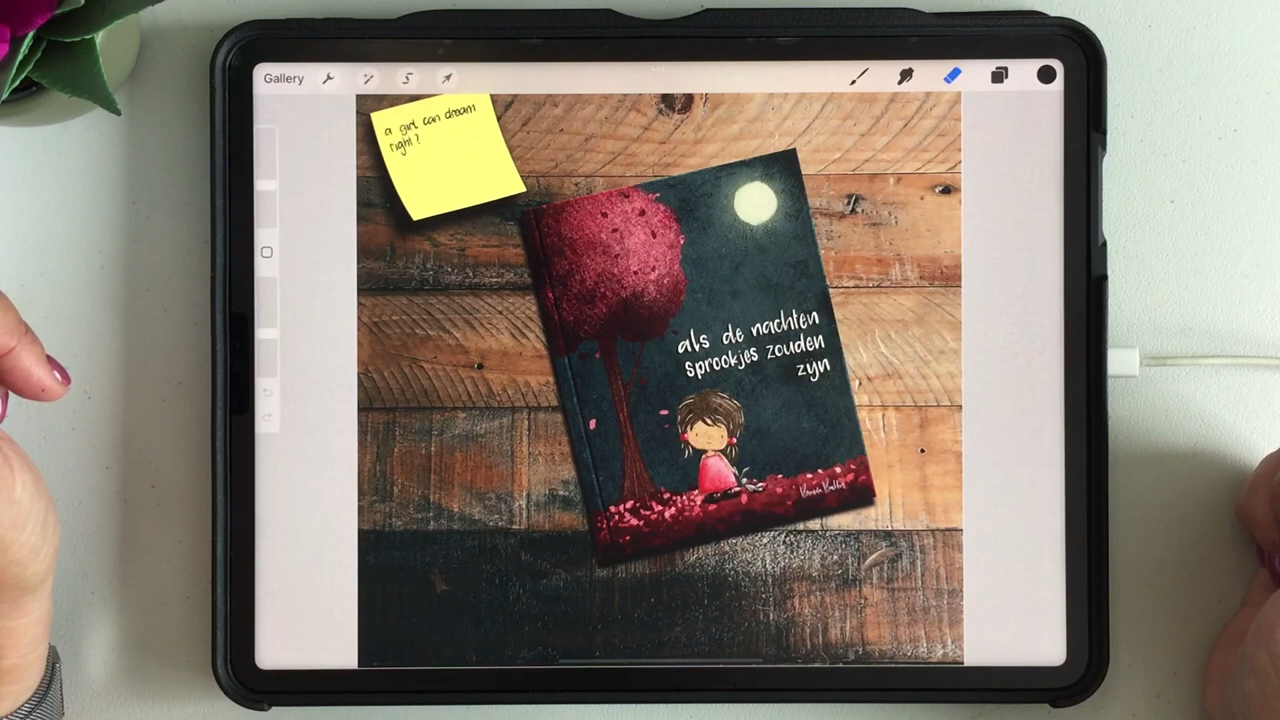 Gallery
a girl can dream
right?
als de nachten
sprookjes zouden
zijn